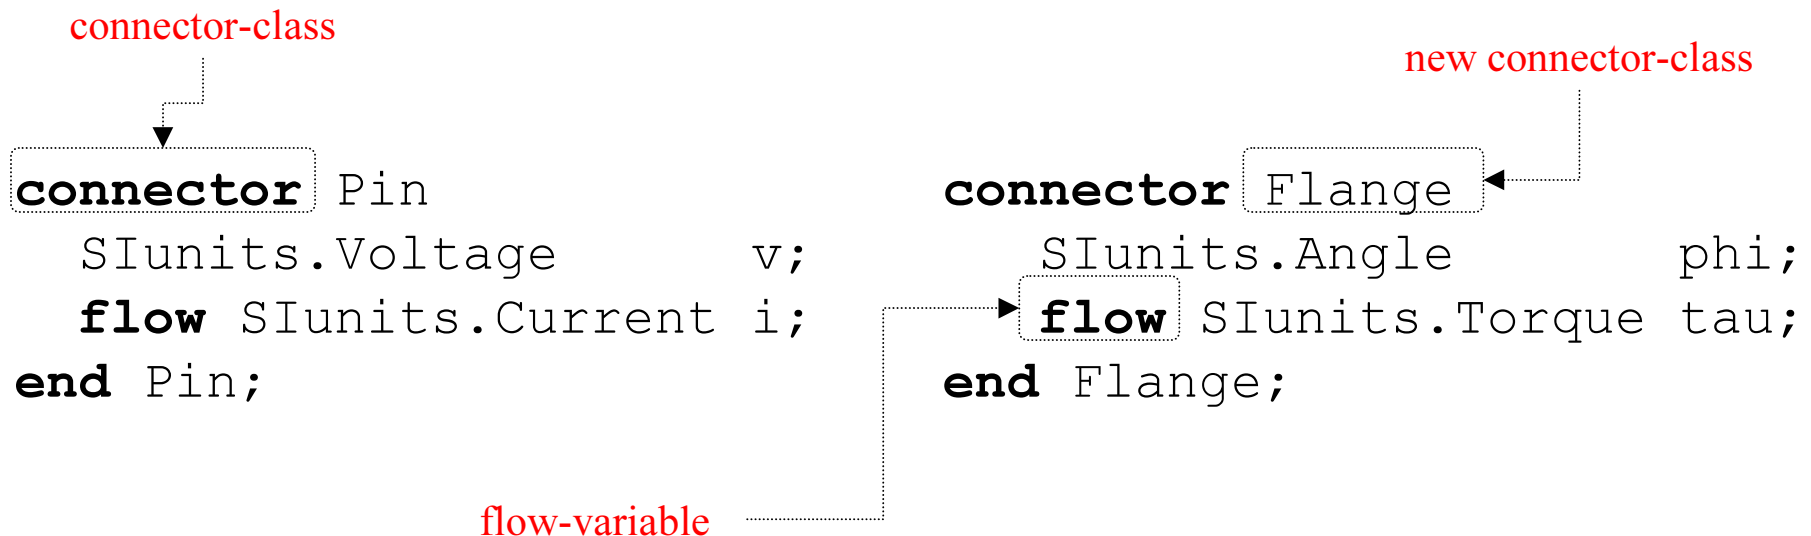 connector-class
new connector-class
connector Pin
SIunits.Voltage v;
flow SIunits.Current i;
end Pin;
connector Flange
SIunits.Angle phi;
flow SIunits.Torque tau;
end Flange;
flow-variable